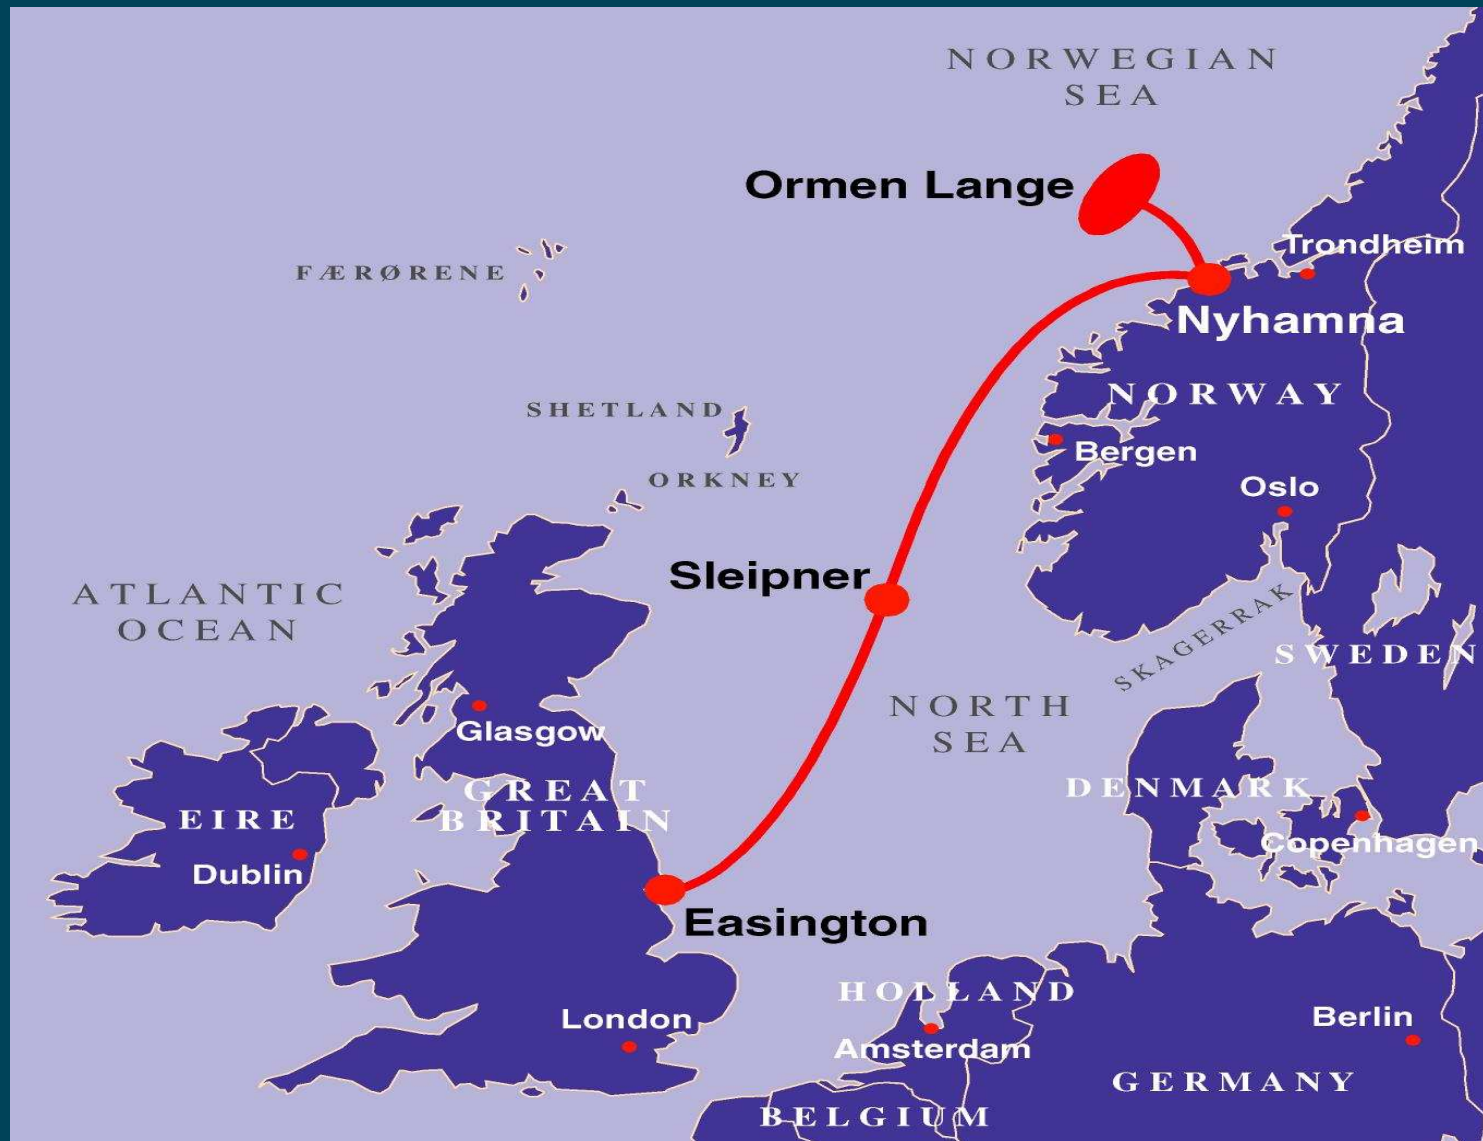 NORWEGIAN
SEA
Ormen Lange
Trondheim
FÆRØRENE
Nyhamna
NORWAY
SHETLAND
Bergen
ORKNEY
Oslo
Sleipner
ATLANTIC
OCEAN
SKAGERRAK
SWEDEN
NORTH
SEA
Glasgow
GREAT
BRITAIN
DENMARK
EIRE
Copenhagen
Dublin
Easington
HOLLAND
London
Berlin
Amsterdam
GERMANY
BELGIUM